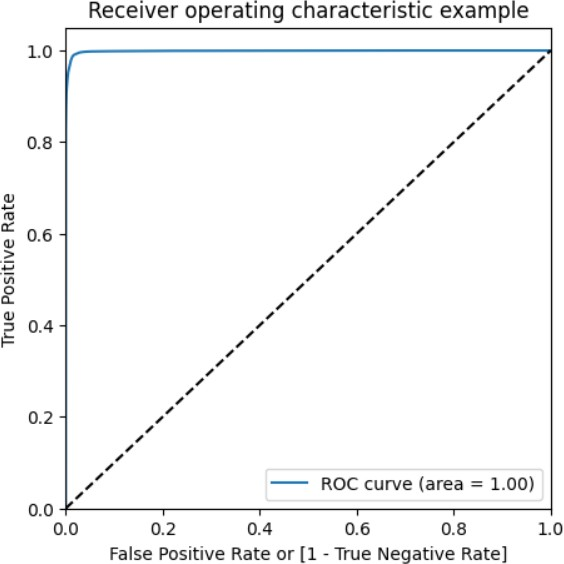 Receiver operating characteristic example
1.0
0.8
0.6
0.4
0.2
0.0
True Positive Rate
ROC curve (area = 1.00)
0.0 0.2 0.4 0.6 0.8 1.0
False Positive Rate or [1 - True Negative Rate]